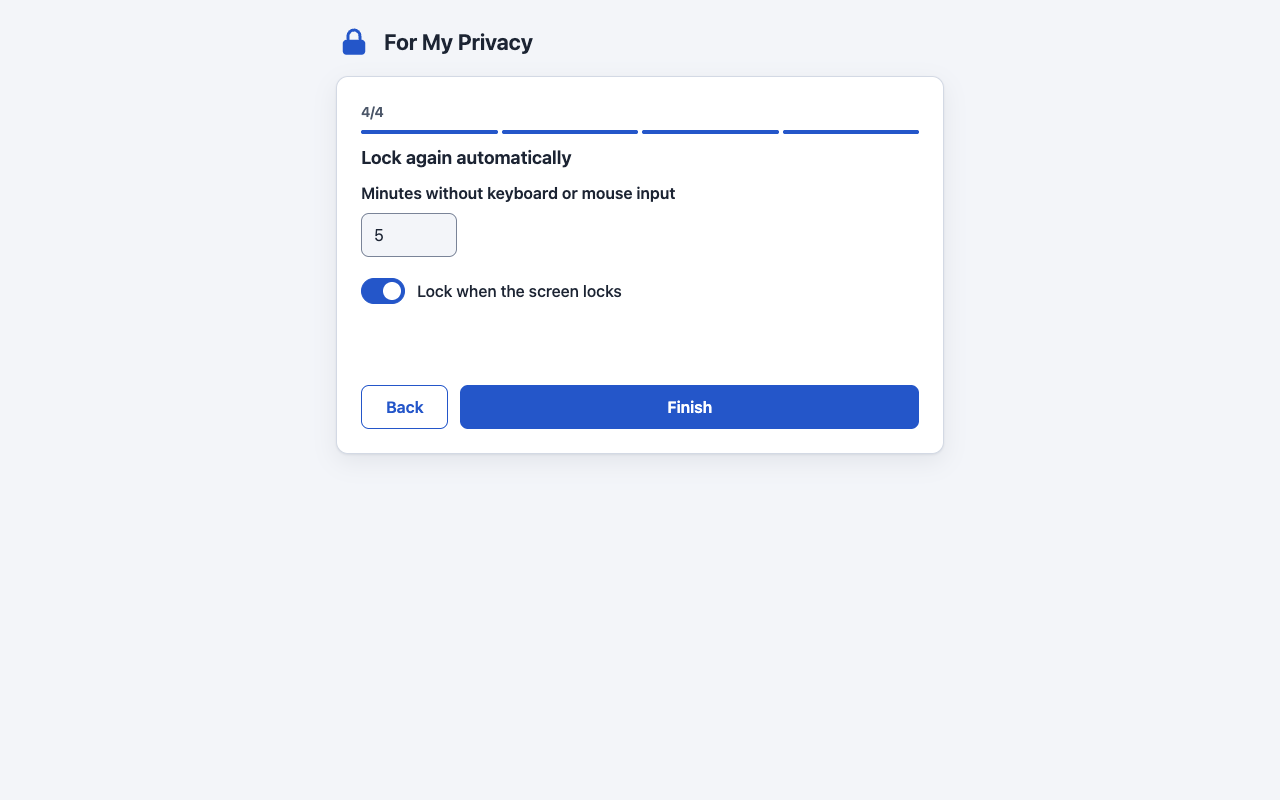 For My Privacy
4/4
Lock again automatically
Minutes without keyboard or mouse input
5
Lock when the screen locks
Back
Finish